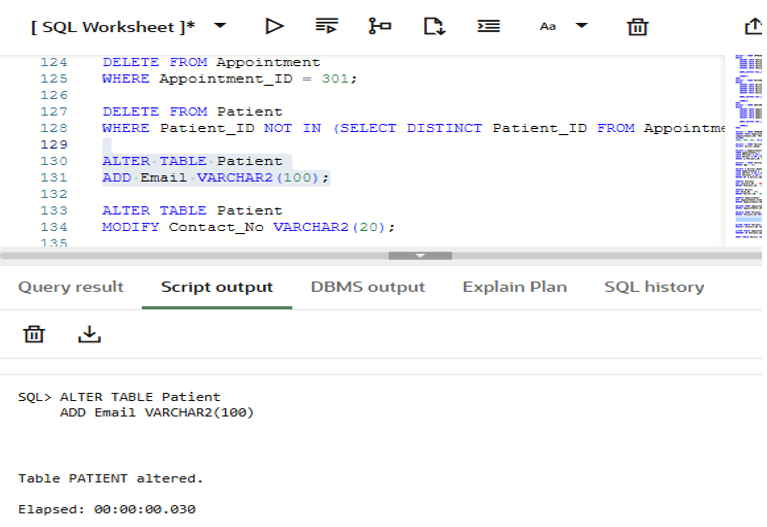 [ SQL Worksheet ]*
Aa
124 DELETE FROM Appointment
125 WHERE Appointment_ID = 301;
126
127 DELETE FROM Patient
128 WHERE Patient_ID NOT IN (SELECT DISTINCT Patient_ID FROM Appointme
129
130 ALTER TABLE Patient
131 ADD Email VARCHAR2(100);
132
133 ALTER TABLE Patient
134 MODIFY Contact_No VARCHAR2(20);
135
Query result Script output DBMS output Explain Plan SQL history
SQL> ALTER TABLE Patient
ADD Email VARCHAR2(100)
Table PATIENT altered.
Elapsed: 00:00:00.030